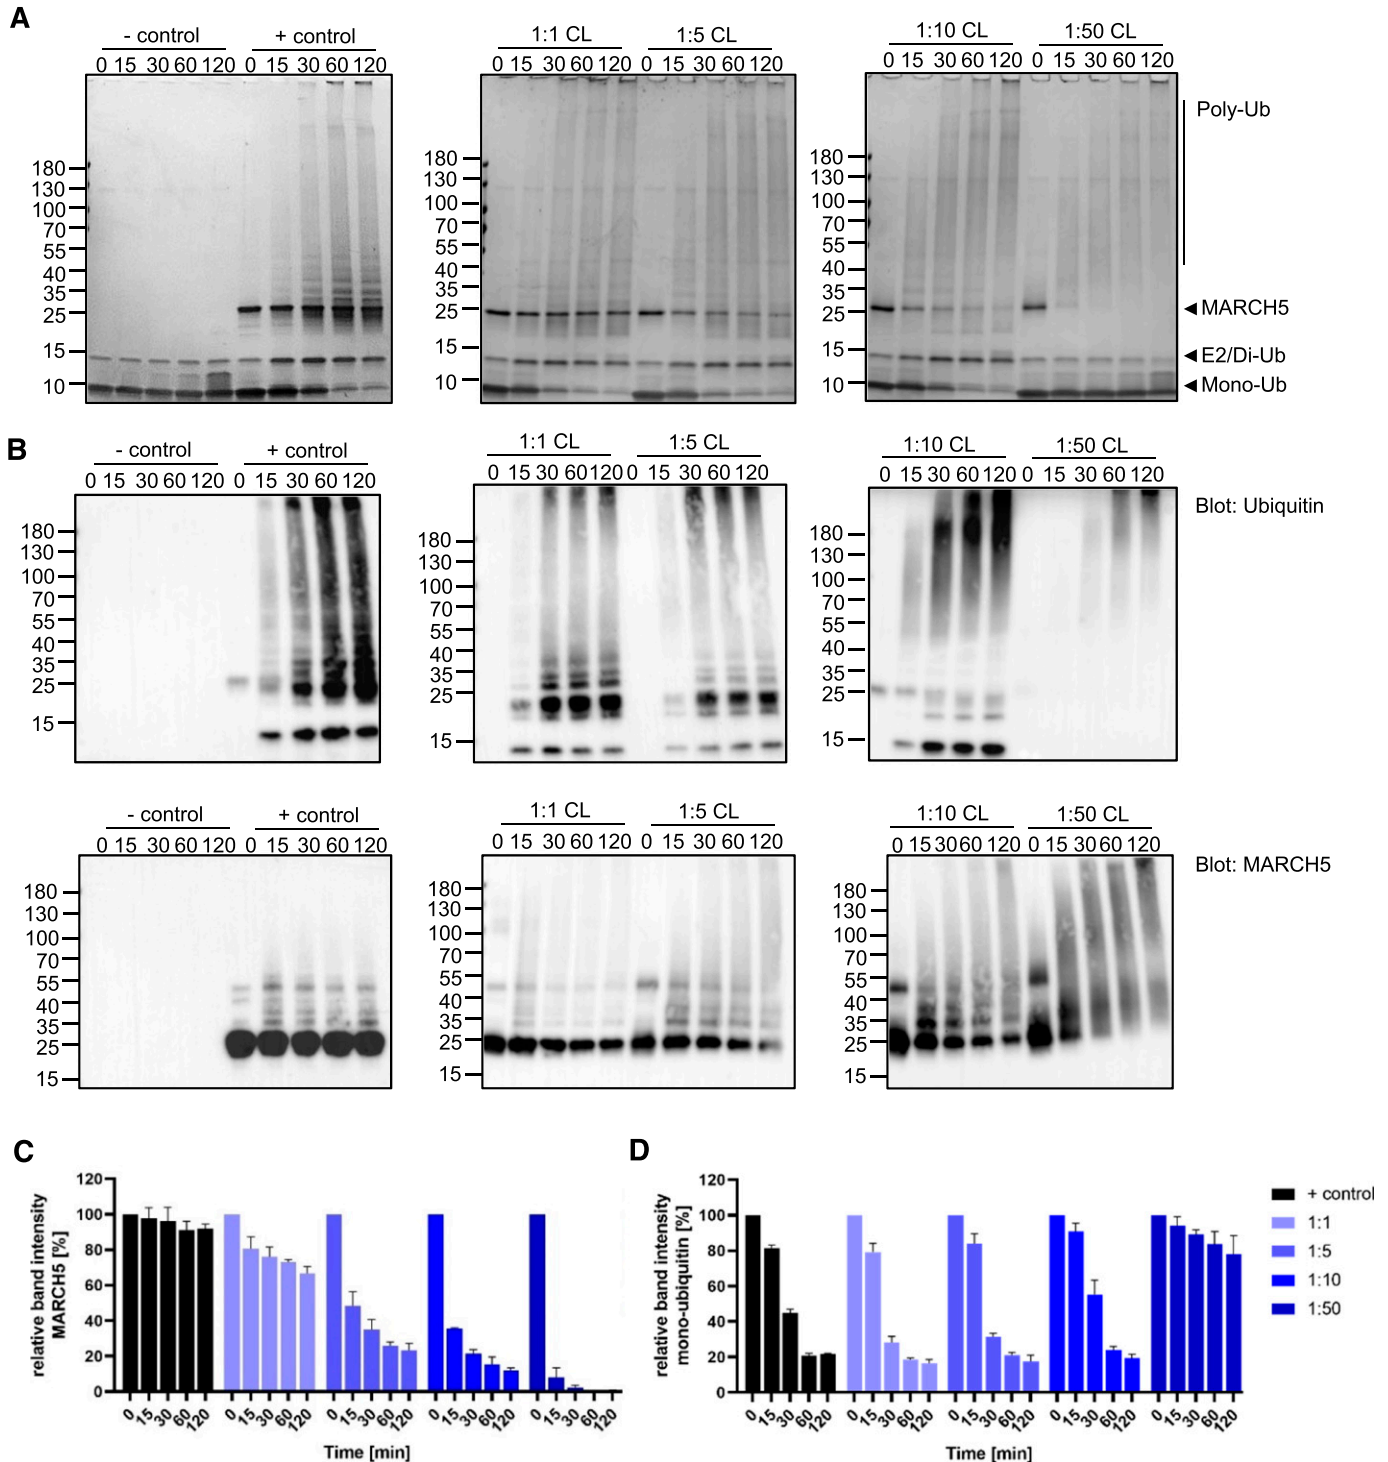 A
- control + control
0 15 30 60 120 0 15 30 60 120
180
130
100
70
55
40
35
25
15
10
1:1 CL 1:5 CL
0 15 30 60 120 0 15 30 60 120
180
130
100
70
55
40
35
25
15
10
1:10 CL 1:50 CL
0 15 30 60 120 0 15 30 60 120
180
130
100
70
55
40
35
25
15
10
Poly-Ub
MARCH5
E2/Di-Ub
Mono-Ub
B
- control + control
0 15 30 60 120 0 15 30 60 120
180
130
100
70
55
40
35
25
15
1:1 CL 1:5 CL
0 15 30 60 120 0 15 30 60 120
180
130
100
70
55
40
35
25
15
1:10 CL 1:50 CL
0 15 30 60 120 0 15 30 60 120
180
130
100
70
55
40
35
25
15
Blot: Ubiquitin
- control + control
0 15 30 60 120 0 15 30 60 120
180
130
100
70
55
40
35
25
15
1:1 CL 1:5 CL
0 15 30 60 120 0 15 30 60 120
180
130
100
70
55
40
35
25
15
1:10 CL 1:50 CL
0 15 30 60 120 0 15 30 60 120
180
130
100
70
55
40
35
25
15
Blot: MARCH5
C
relative band intensity
MARCH5 [%]
120
100
80
60
40
20
0
0 15 30 60 120 0 15 30 60 120 0 15 30 60 120 0 15 30 60 120 0 15 30 60 120
Time [min]
D
relative band intensity
mono-ubiquitin [%]
120
100
80
60
40
20
0
0 15 30 60 120 0 15 30 60 120 0 15 30 60 120 0 15 30 60 120 0 15 30 60 120
Time [min]
+ control
1:1
1:5
1:10
1:50